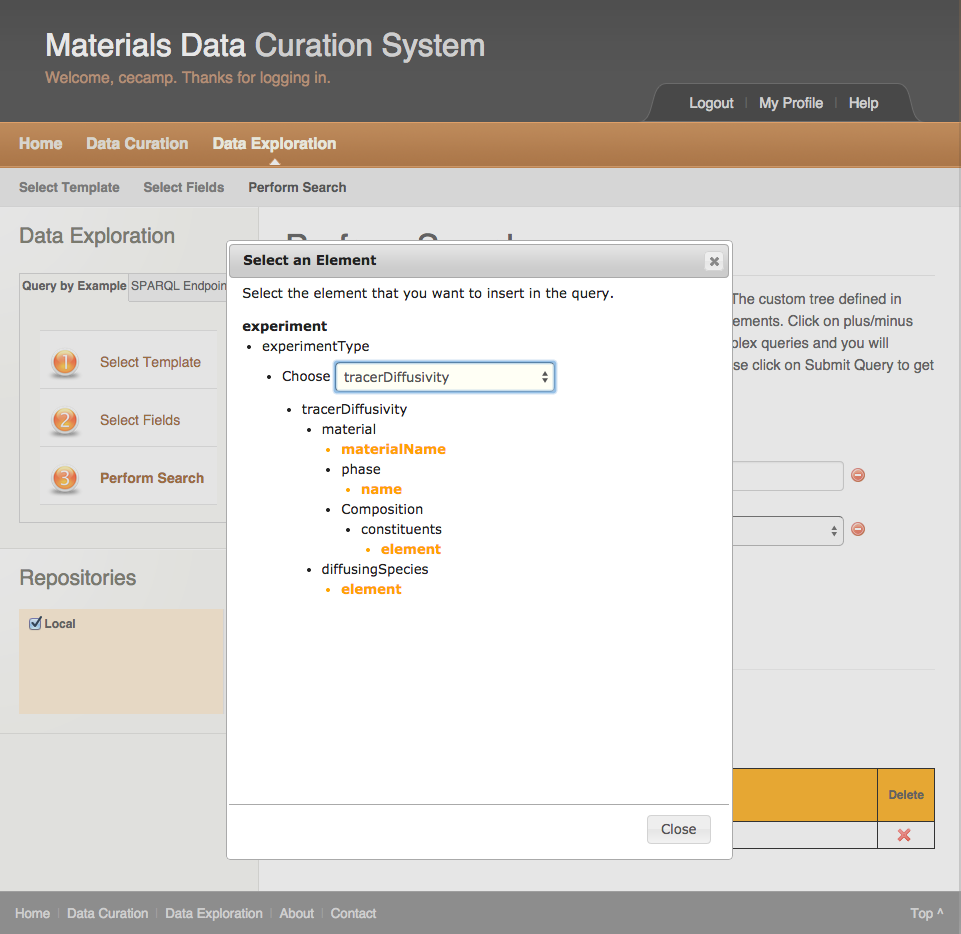 Materials Data Curation System
Welcome, cecamp. Thanks for logging in.
Logout My Profile Help
Home Data Curation Data Exploration
Select Template Select Fields Perform Search
Data Exploration
Query by Example SPARQL Endpoin
1 Select Template
2 Select Fields
3 Perform Search
Repositories
Local
Select an Element
Select the element that you want to insert in the query.
experiment
experimentType
Choose tracerDiffusivity
tracerDiffusivity
material
materialName
phase
name
Composition
constituents
element
diffusingSpecies
element
Close
The custom tree defined in
ements. Click on plus/minus
plex queries and you will
se click on Submit Query to get
Delete
Home Data Curation Data Exploration About Contact
Top ^